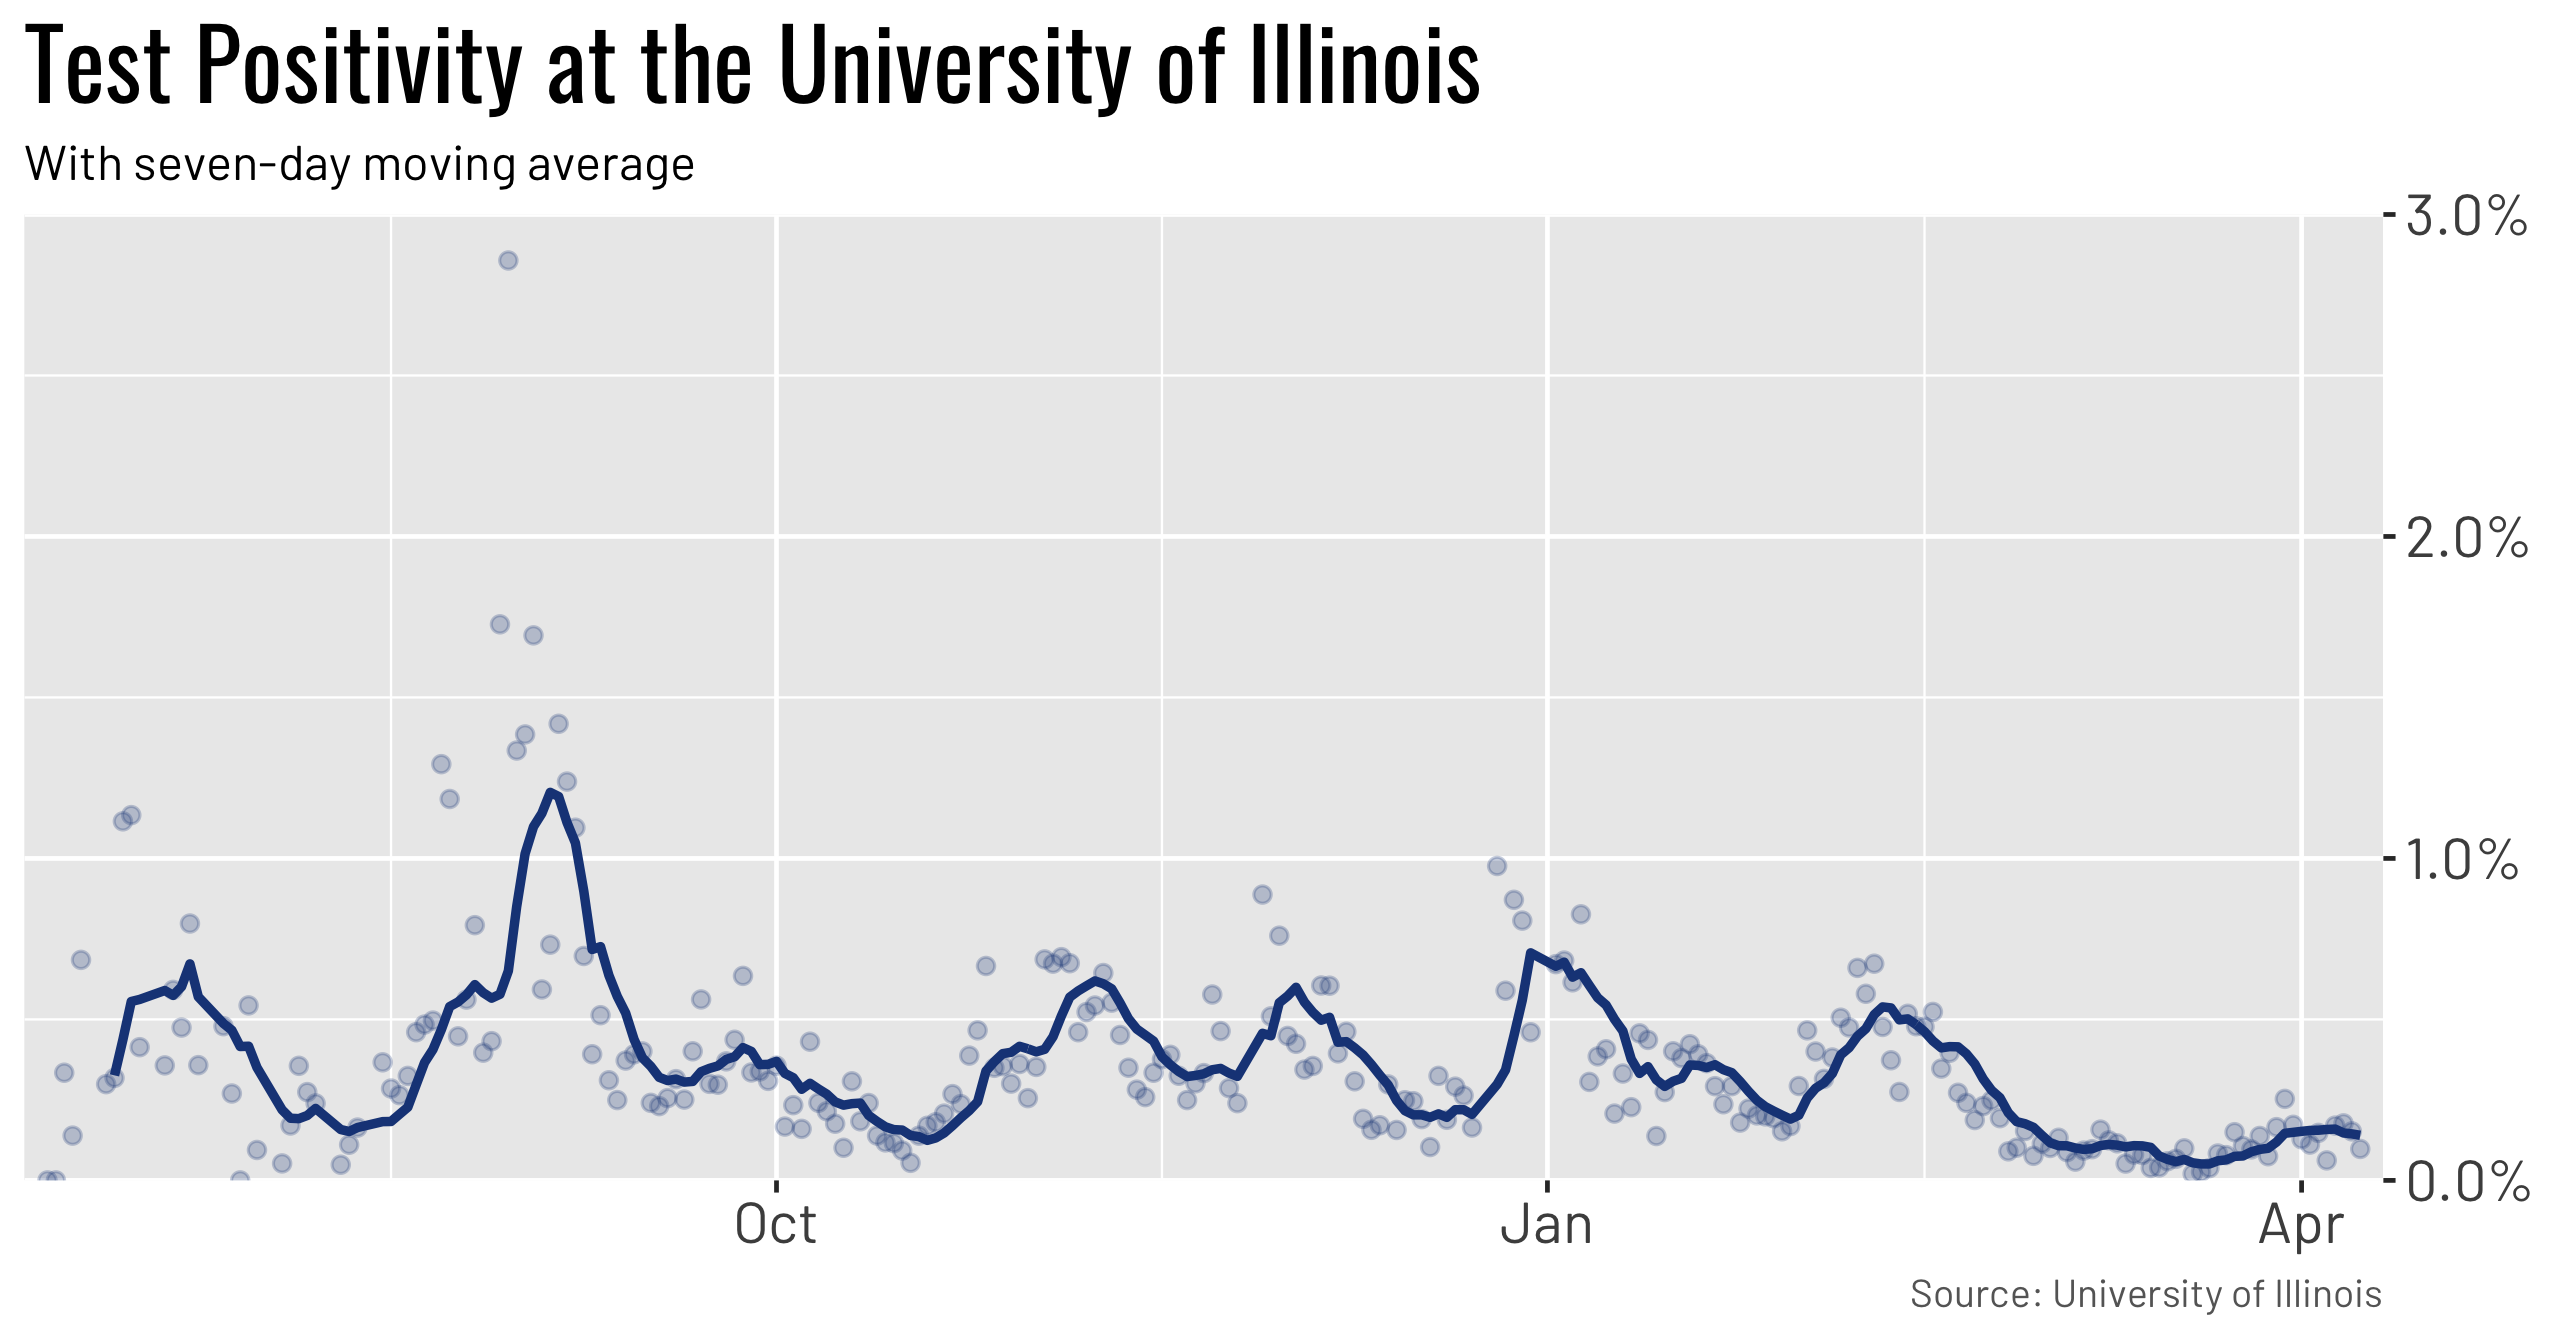 Test Positivity at the University of Illinois
With seven-day moving average
3.0%
2.0%
1.0%
0.0%
Oct Jan Apr
Source: University of Illinois